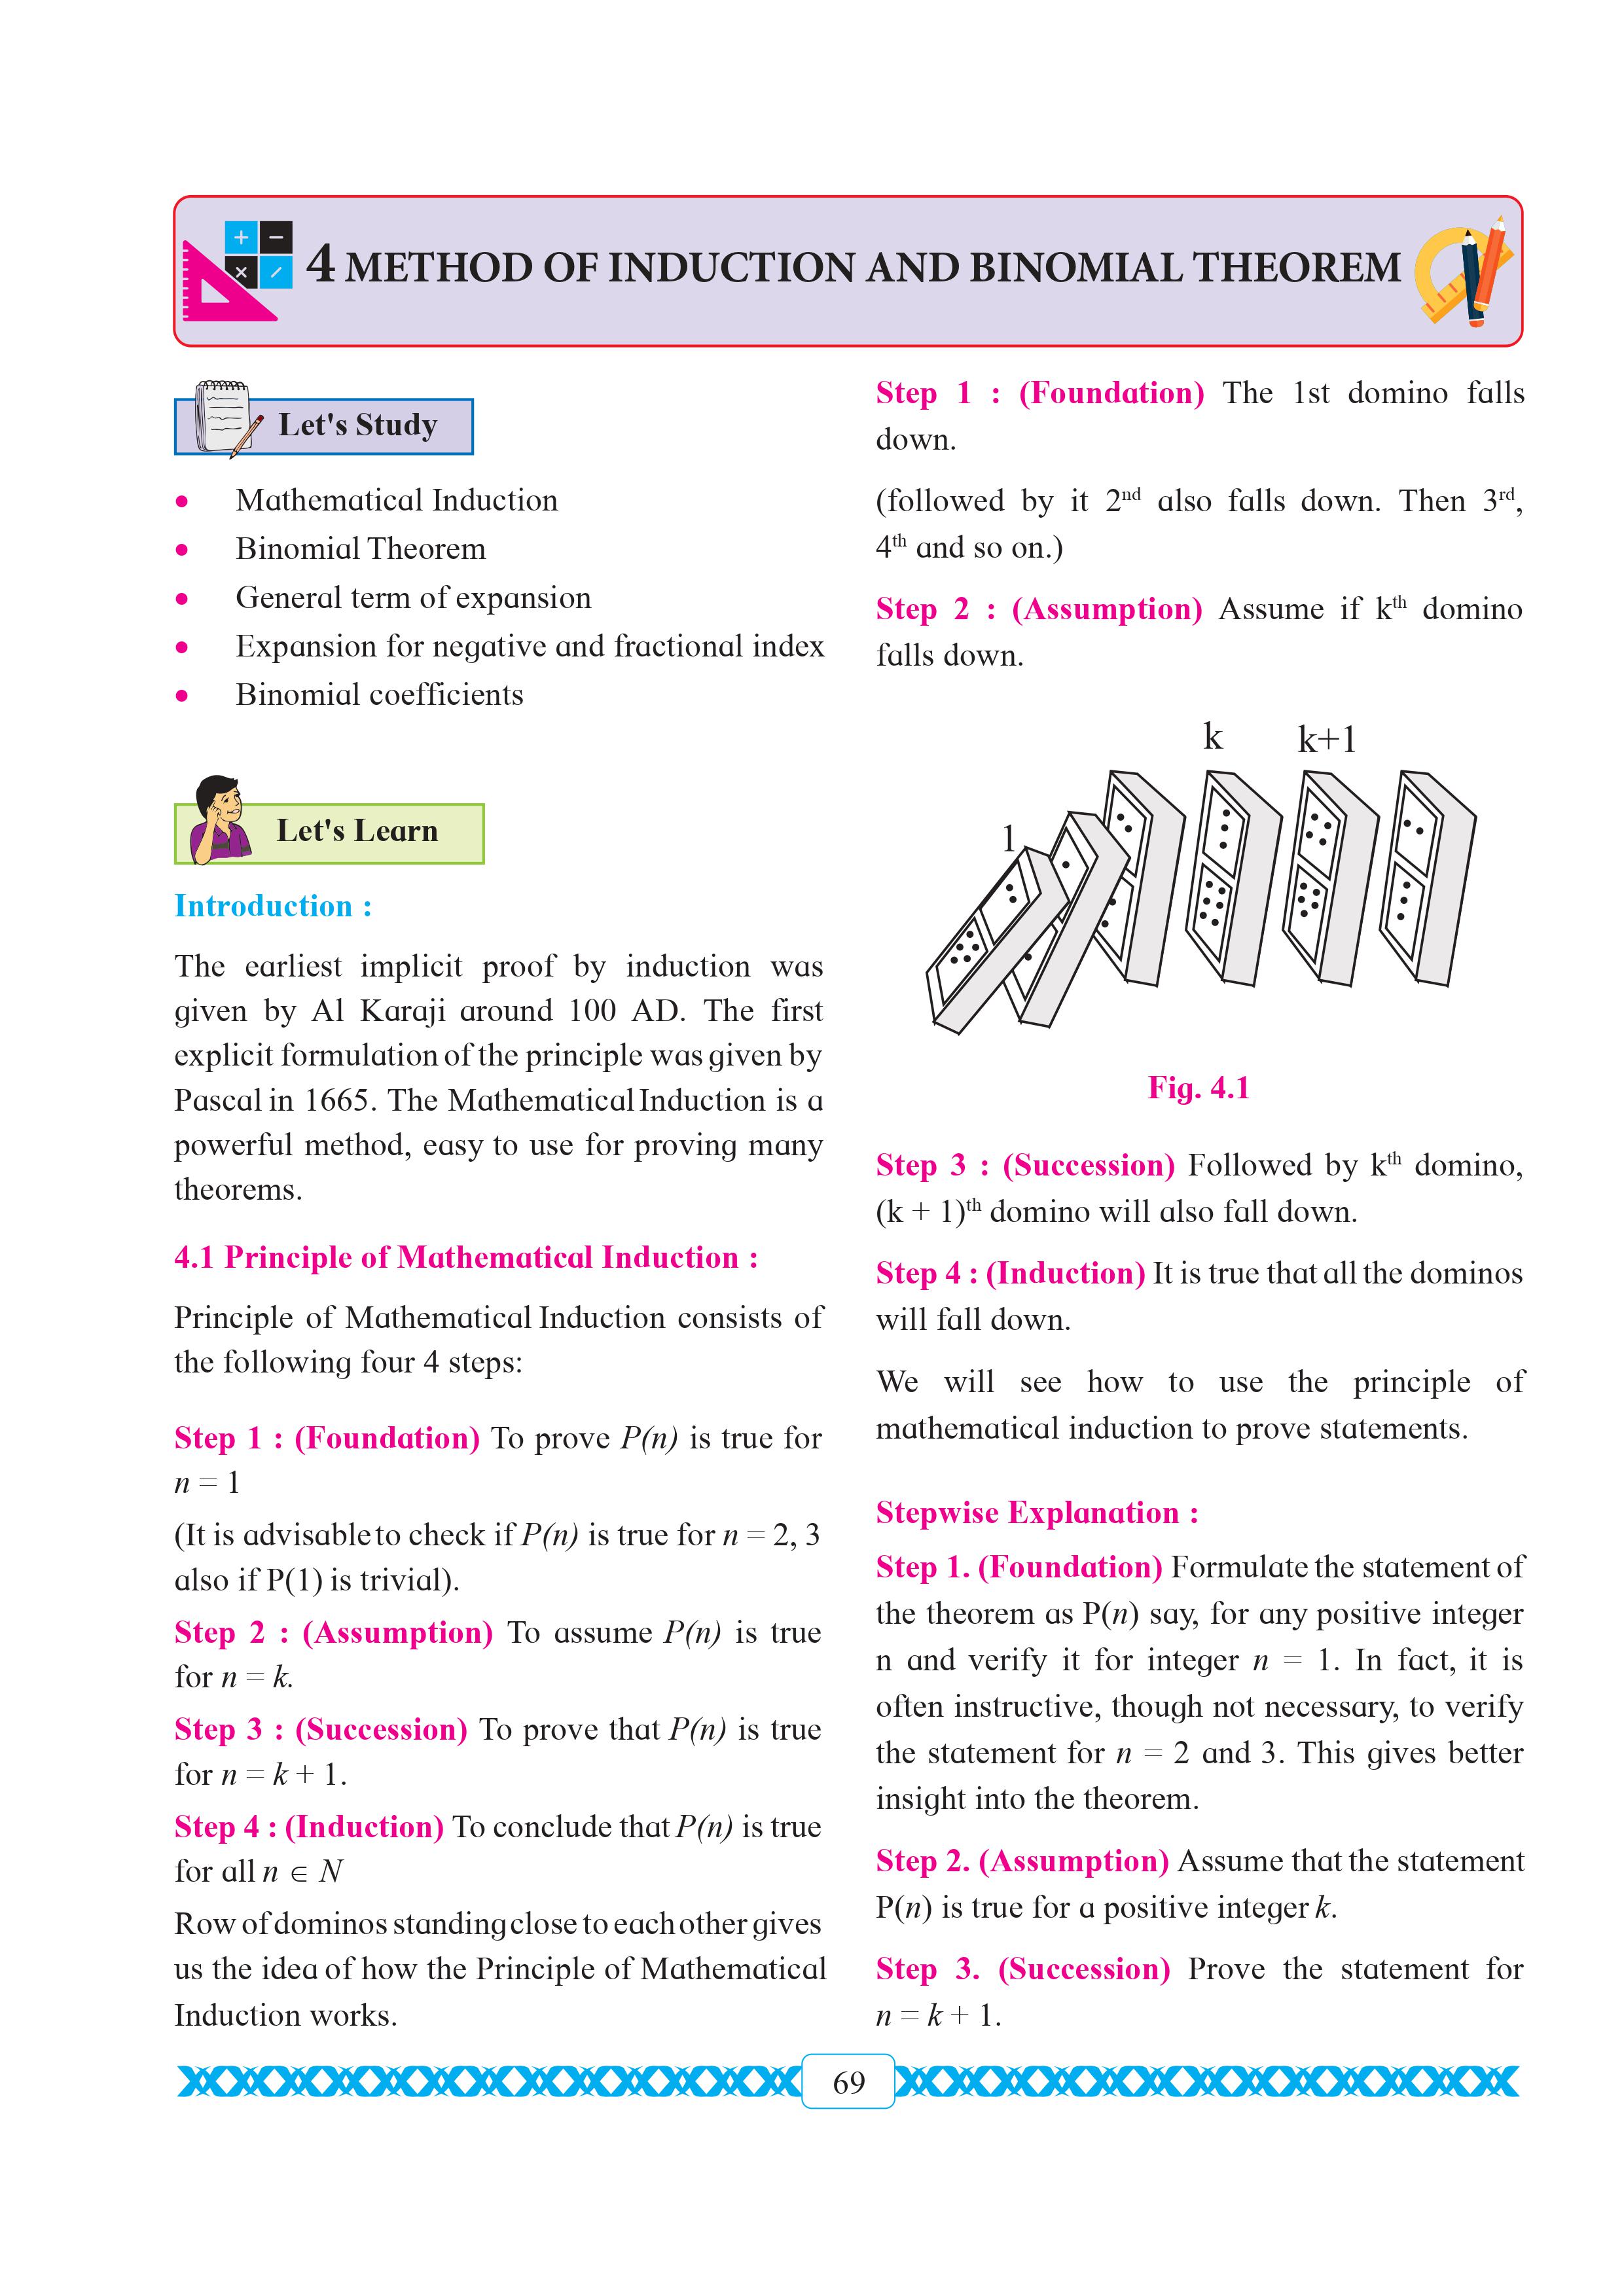 4 METHOD OF INDUCTION AND BINOMIAL THEOREM
Let's Study
• Mathematical Induction
• Binomial Theorem
• General term of expansion
• Expansion for negative and fractional index
• Binomial coefficients
Let's Learn
Introduction :
The earliest implicit proof by induction was
given by Al Karaji around 100 AD. The first
explicit formulation of the principle was given by
Pascal in 1665. The Mathematical Induction is a
powerful method, easy to use for proving many
theorems.
4.1 Principle of Mathematical Induction :
Principle of Mathematical Induction consists of
the following four 4 steps:
Step 1 : (Foundation) To prove P(n) is true for
n = 1
(It is advisable to check if P(n) is true for n = 2, 3
also if P(1) is trivial).
Step 2 : (Assumption) To assume P(n) is true
for n = k.
Step 3 : (Succession) To prove that P(n) is true
for n = k + 1.
Step 4 : (Induction) To conclude that P(n) is true
for all n ∈ N
Row of dominos standing close to each other gives
us the idea of how the Principle of Mathematical
Induction works.
Step 1 : (Foundation) The 1st domino falls
down.
(followed by it 2nd also falls down. Then 3rd,
4th and so on.)
Step 2 : (Assumption) Assume if kth domino
falls down.
k k+1
1
Fig. 4.1
Step 3 : (Succession) Followed by kth domino,
(k + 1)th domino will also fall down.
Step 4 : (Induction) It is true that all the dominos
will fall down.
We will see how to use the principle of
mathematical induction to prove statements.
Stepwise Explanation :
Step 1. (Foundation) Formulate the statement of
the theorem as P(n) say, for any positive integer
n and verify it for integer n = 1. In fact, it is
often instructive, though not necessary, to verify
the statement for n = 2 and 3. This gives better
insight into the theorem.
Step 2. (Assumption) Assume that the statement
P(n) is true for a positive integer k.
Step 3. (Succession) Prove the statement for
n = k + 1.
69